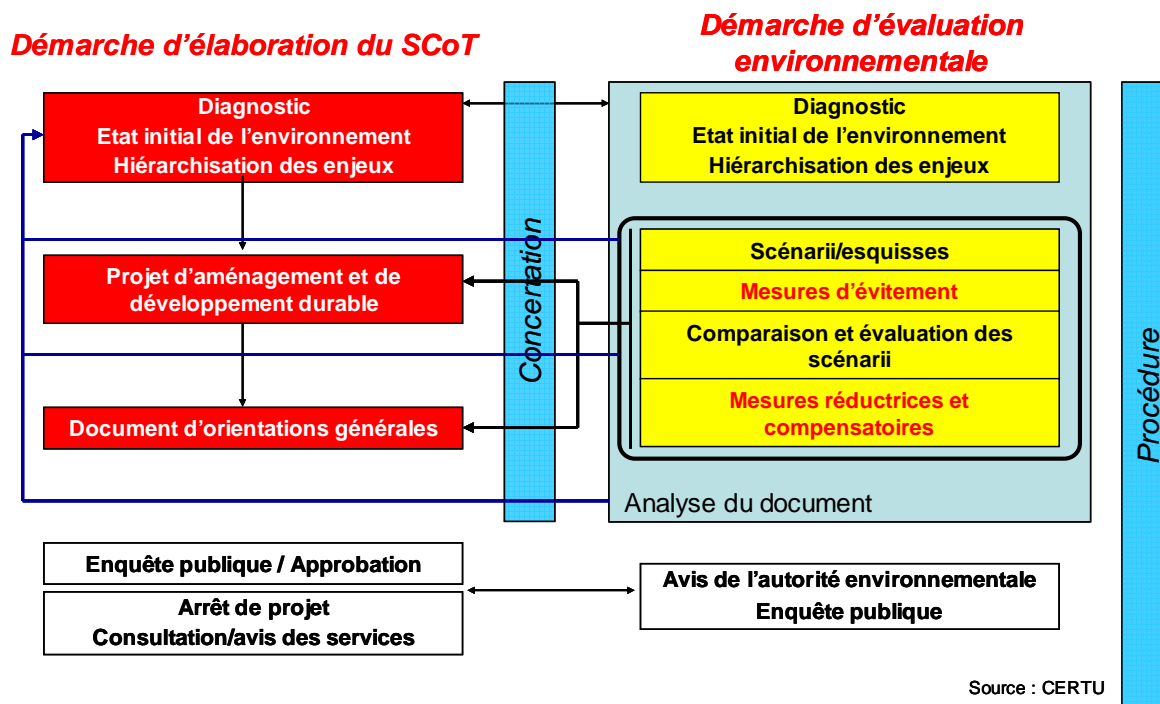 Démarche d'élaboration du SCoT
Démarche d'évaluation
environnementale
Diagnostic
Etat initial de l'environnement
Hiérarchisation des enjeux
Projet d'aménagement et de
développement durable
Document d'orientations générales
Concertation
Diagnostic
Etat initial de l'environnement
Hiérarchisation des enjeux
Scénarii/esquisses
Mesures d'évitement
Comparaison et évaluation des
scénarii
Mesures réductrices et
compensatoires
Analyse du document
Procédure
Enquête publique / Approbation
Arrêt de projet
Consultation/avis des services
Avis de l'autorité environnementale
Enquête publique
Source : CERTU